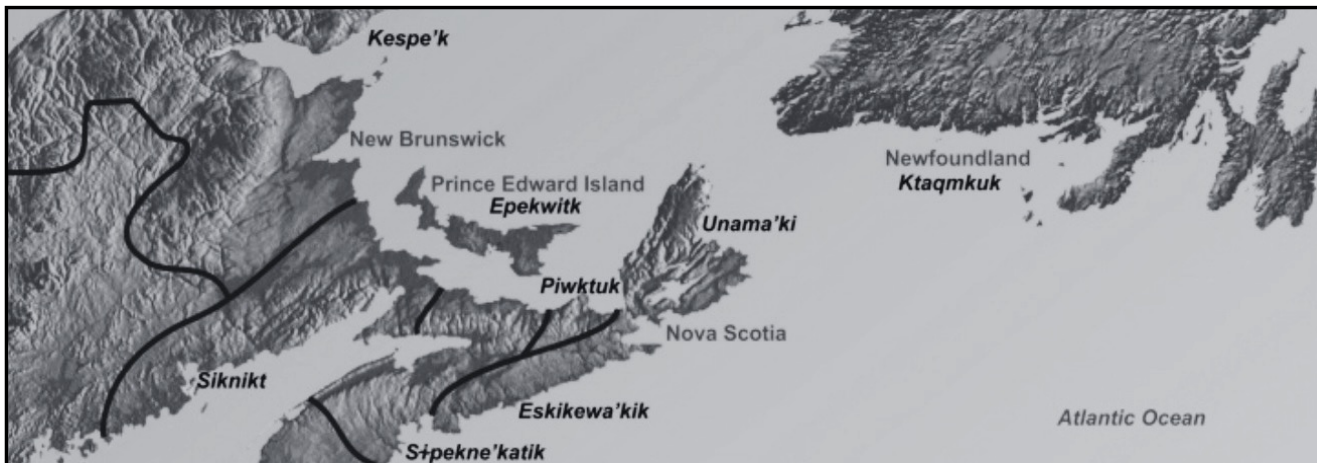 Kespe'k
New Brunswick
Newfoundland
Ktaqmkuk
Prince Edward Island
Epekwitk
Unama'ki
Piwktuk
Nova Scotia
Siknikt
Eskikewa'kik
Atlantic Ocean
Sɨpekne'katik